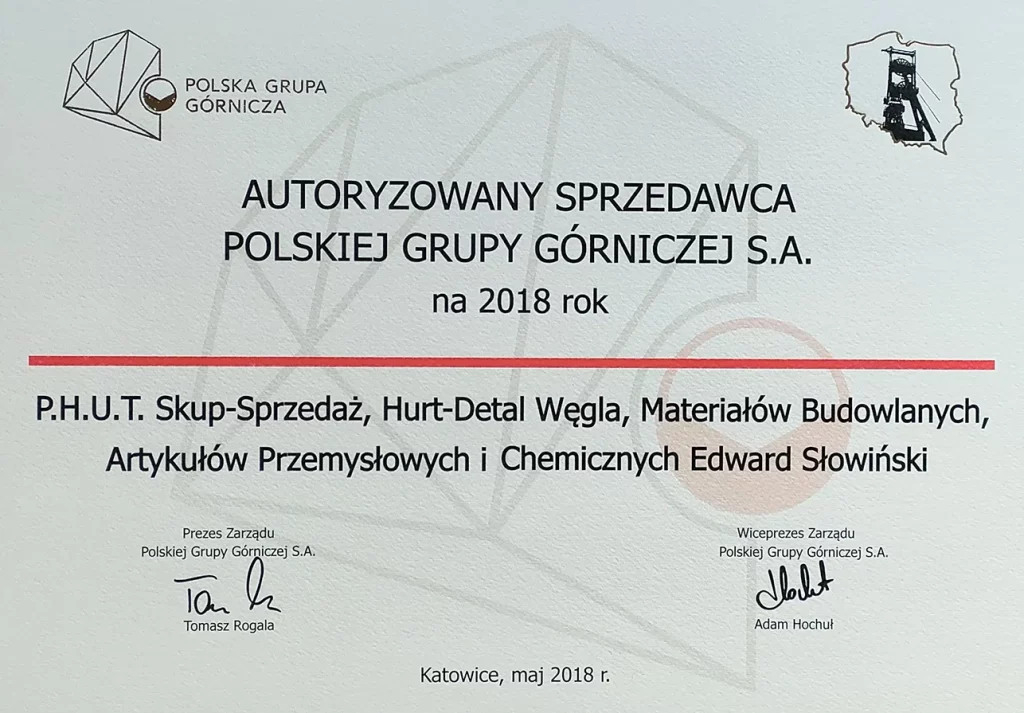 POLSKA GRUPA
GÓRNICZA
AUTORYZOWANY SPRZEDAWCA
POLSKIEJ GRUPY GÓRNICZEJ S.A.
na 2018 rok
P.H.U.T. Skup-Sprzedaż, Hurt-Detal Węgla, Materiałów Budowlanych,
Artykułów Przemysłowych i Chemicznych Edward Słowiński
Prezes Zarządu
Polskiej Grupy Górniczej S.A.
Tomasz Rogala
Wiceprezes Zarządu
Polskiej Grupy Górniczej S.A.
Adam Hochuł
Katowice, maj 2018 r.